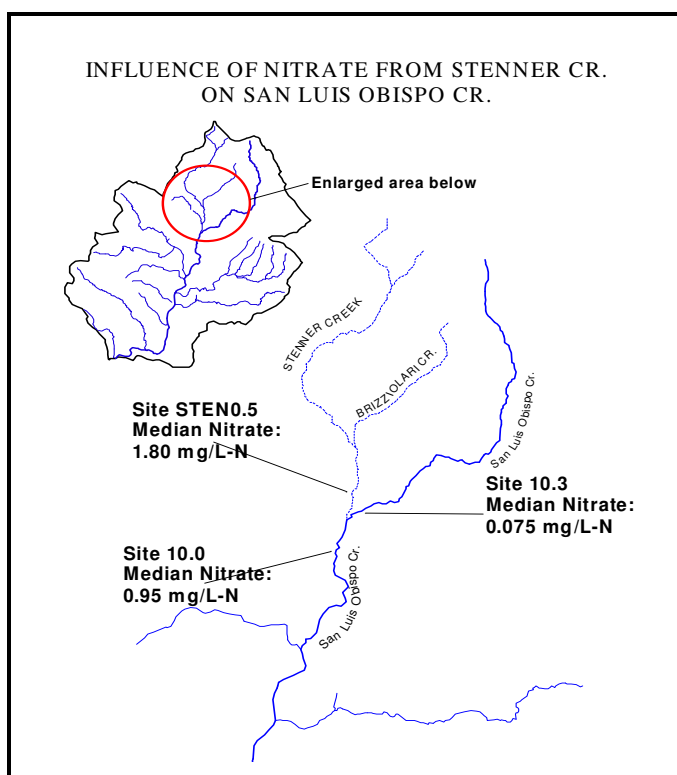 INFLUENCE OF NITRATE FROM STENNER CR.
ON SAN LUIS OBISPO CR.
Enlarged area below
STENNER CREEK
BRIZZIOLARI CR.
San Luis Obispo Cr.
Site STEN0.5
Median Nitrate:
1.80 mg/L-N
Site 10.3
Median Nitrate:
0.075 mg/L-N
Site 10.0
Median Nitrate:
0.95 mg/L-N
San Luis Obispo Cr.